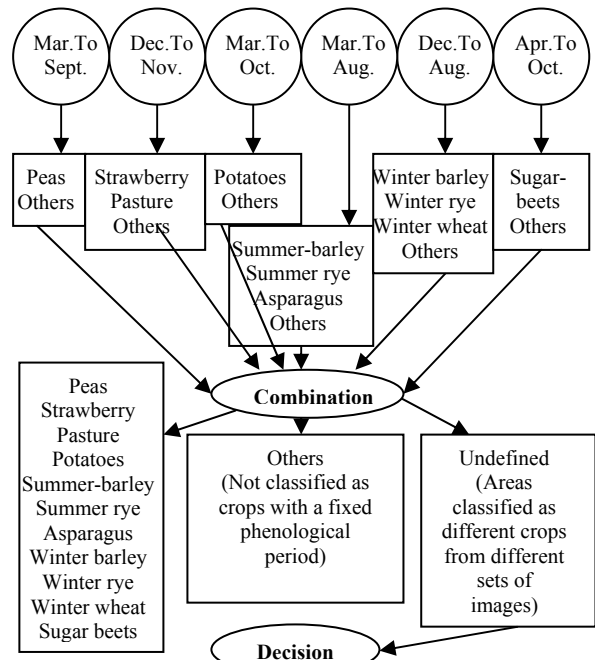 Mar.To
Sept.
Dec.To
Nov.
Mar.To
Oct.
Mar.To
Aug.
Dec.To
Aug.
Apr.To
Oct.
Peas
Others
Strawberry
Pasture
Others
Potatoes
Others
Summer-barley
Summer rye
Asparagus
Others
Winter barley
Winter rye
Winter wheat
Others
Sugar-
beets
Others
Combination
Peas
Strawberry
Pasture
Potatoes
Summer-barley
Summer rye
Asparagus
Winter barley
Winter rye
Winter wheat
Sugar beets
Others
(Not classified as
crops with a fixed
phenological
period)
Undefined
(Areas
classified as
different crops
from different
sets of
images)
Decision